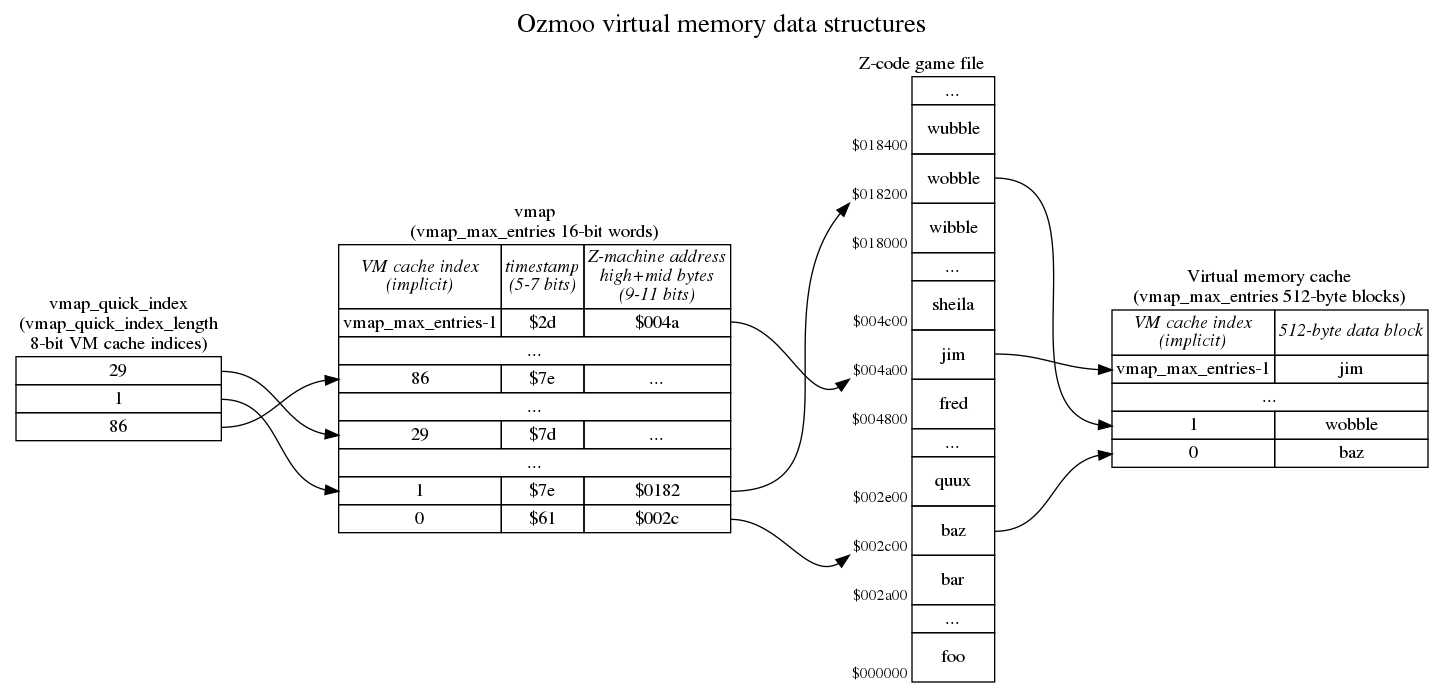 Ozmoo virtual memory data structures
vmap_quick_index
(vmap_quick_index_length
8-bit VM cache indices)
29
1
86
vmap
(vmap_max_entries 16-bit words)
VM cache index
(implicit)
timestamp
(5-7 bits)
Z-machine address
high+mid bytes
(9-11 bits)
vmap_max_entries-1 $2d $004a
...
86 $7e ...
...
29 $7d ...
...
1 $7e $0182
0 $61 $002c
Z-code game file
...
wubble
$018400
wobble
$018200
wibble
$018000
...
sheila
$004c00
jim
$004a00
fred
$004800
...
quux
$002e00
baz
$002c00
bar
$002a00
...
foo
$000000
Virtual memory cache
(vmap_max_entries 512-byte blocks)
VM cache index
(implicit)
512-byte data block
vmap_max_entries-1 jim
...
1 wobble
0 baz